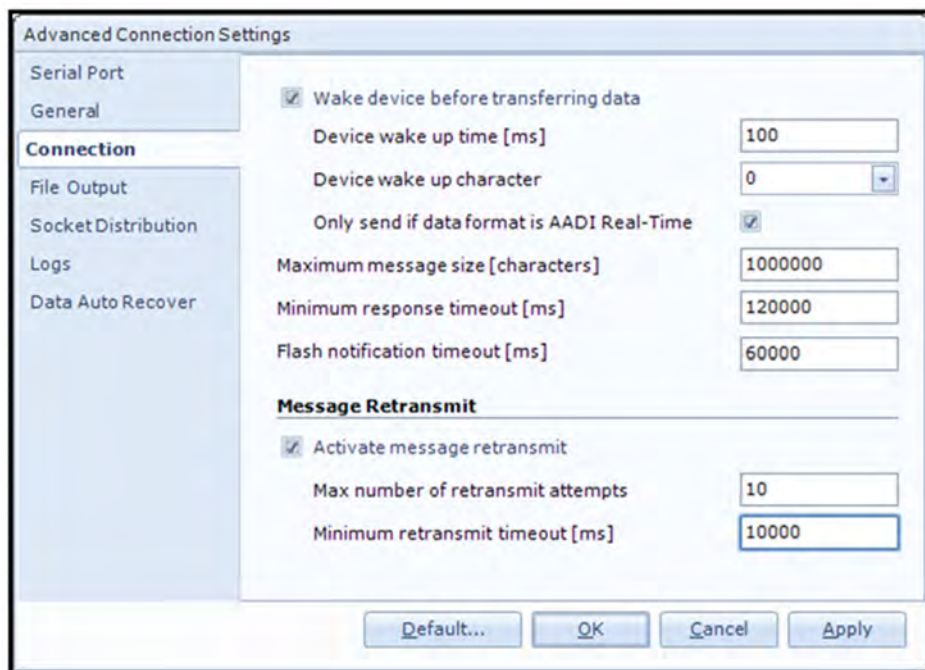 Advanced Connection Settings
Serial Port
General
Connection
File Output
Socket Distribution
Logs
Data Auto Recover
Wake device before transferring data
Device wake up time [ms] 100
Device wake up character 0
Only send if data format is AADI Real-Time
Maximum message size [characters] 1000000
Minimum response timeout [ms] 120000
Flash notification timeout [ms] 60000
Message Retransmit
Activate message retransmit
Max number of retransmit attempts 10
Minimum retransmit timeout [ms] 10000
Default... OK Cancel Apply